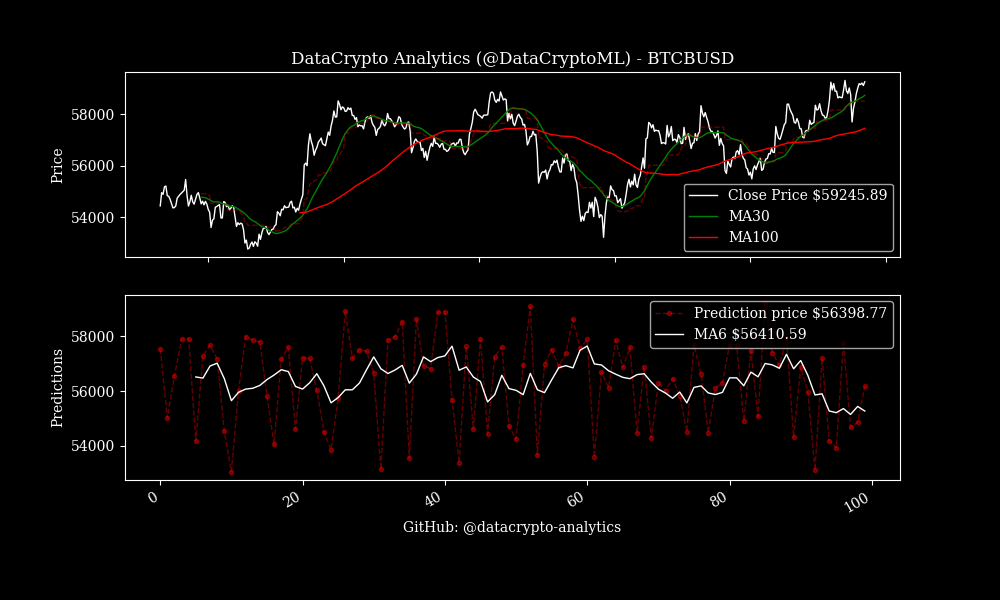 DataCrypto Analytics (@DataCryptoML) - BTCBUSD
Price
58000
56000
54000
Close Price $59245.89
MA30
MA100
Predictions
58000
56000
54000
Prediction price $56398.77
MA6 $56410.59
0
20
40
60
80
100
GitHub: @datacrypto-analytics